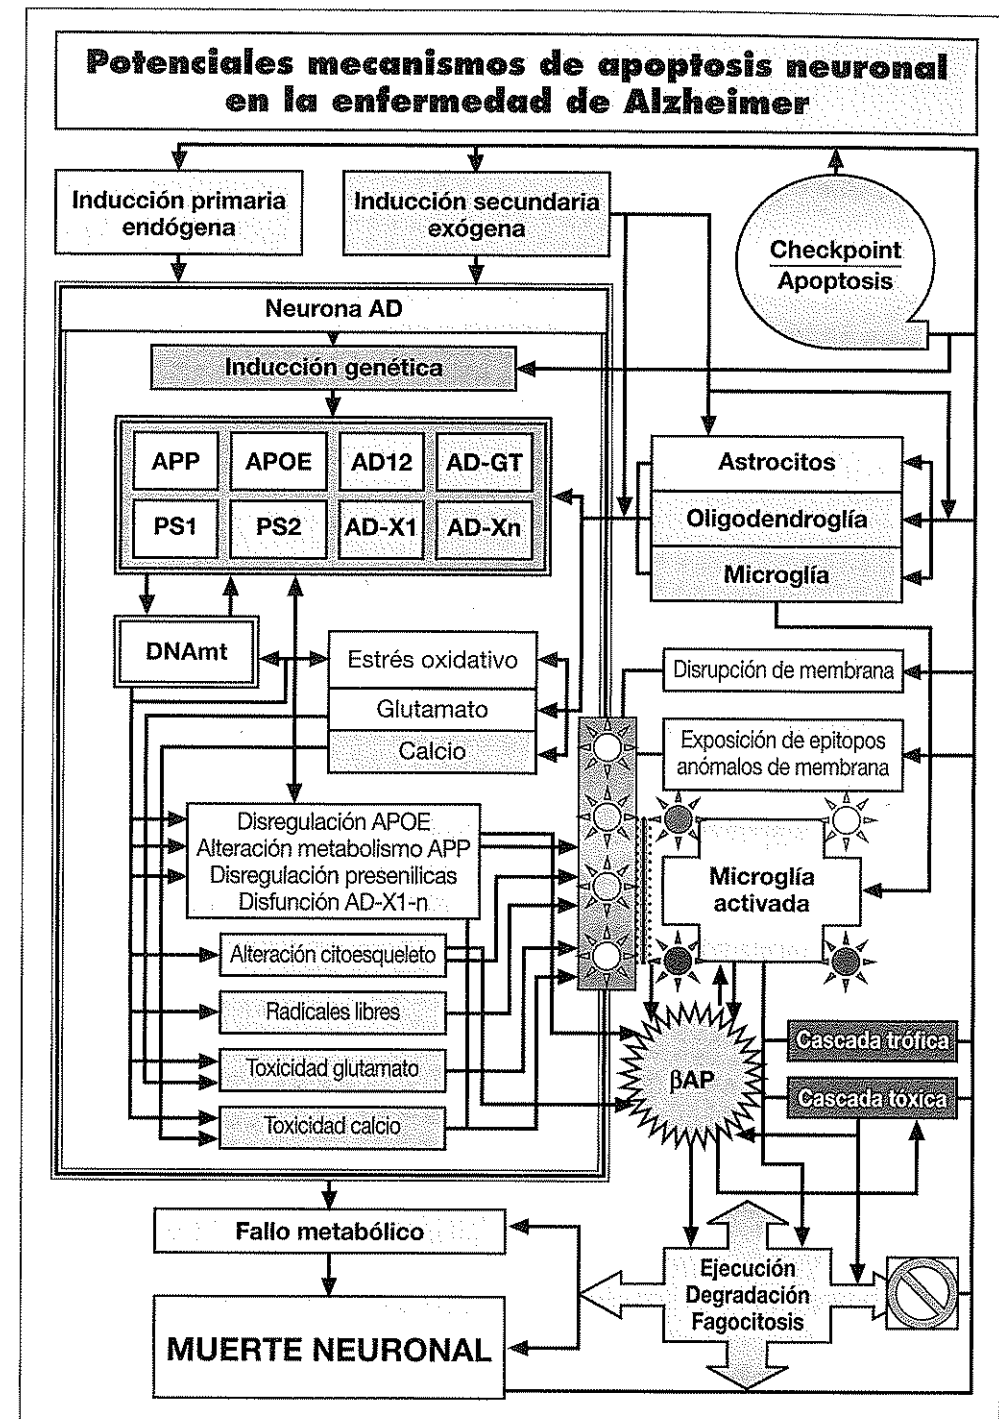 Potenciales mecanismos de apoptosis neuronal
en la enfermedad de Alzheimer
Inducción primaria
endógena
Inducción secundaria
exógena
Checkpoint
Apoptosis
Neurona AD
Inducción genética
APP
APOE
AD12
AD-GT
PS1
PS2
AD-X1
AD-Xn
Astrocitos
Oligodendroglía
Microglía
DNAmt
Estrés oxidativo
Glutamato
Calcio
Disrupción de membrana
Exposición de epitopos
anómalos de membrana
Disregulación APOE
Alteración metabolismo APP
Disregulación presenilicas
Disfunción AD-X1-n
Microglía
activada
Alteración citoesqueleto
Radicales libres
Toxicidad glutamato
Toxicidad calcio
βAP
Cascada trófica
Cascada tóxica
Fallo metabólico
MUERTE NEURONAL
Ejecución
Degradación
Fagocitosis